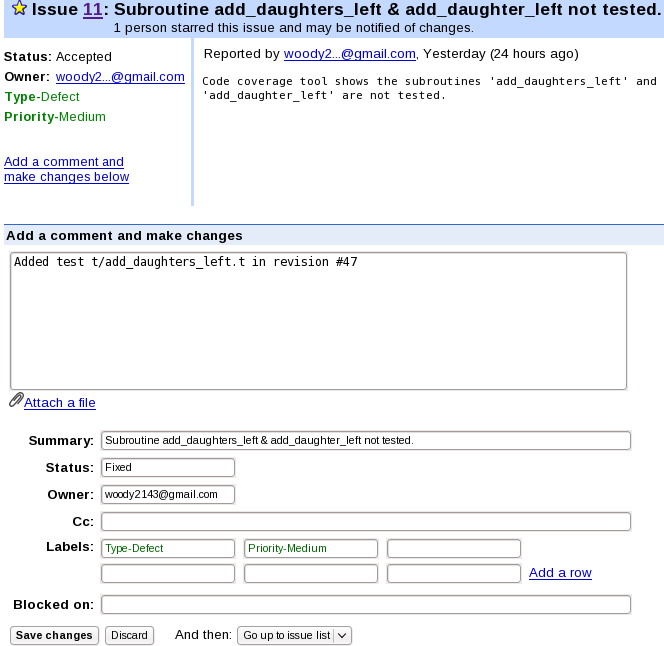 Issue 11: Subroutine add_daughters_left & add_daughter_left not tested.
1 person starred this issue and may be notified of changes.
Status: Accepted
Owner: woody2...@gmail.com
Type-Defect
Priority-Medium
Add a comment and
make changes below
Reported by woody2...@gmail.com, Yesterday (24 hours ago)
Code coverage tool shows the subroutines 'add_daughters_left' and
'add_daughter_left' are not tested.
Add a comment and make changes
Added test t/add_daughters_left.t in revision #47
Attach a file
Summary: Subroutine add_daughters_left & add_daughter_left not tested.
Status: Fixed
Owner: woody2143@gmail.com
Cc:
Labels: Type-Defect Priority-Medium
Add a row
Blocked on:
Save changes Discard And then: Go up to issue list